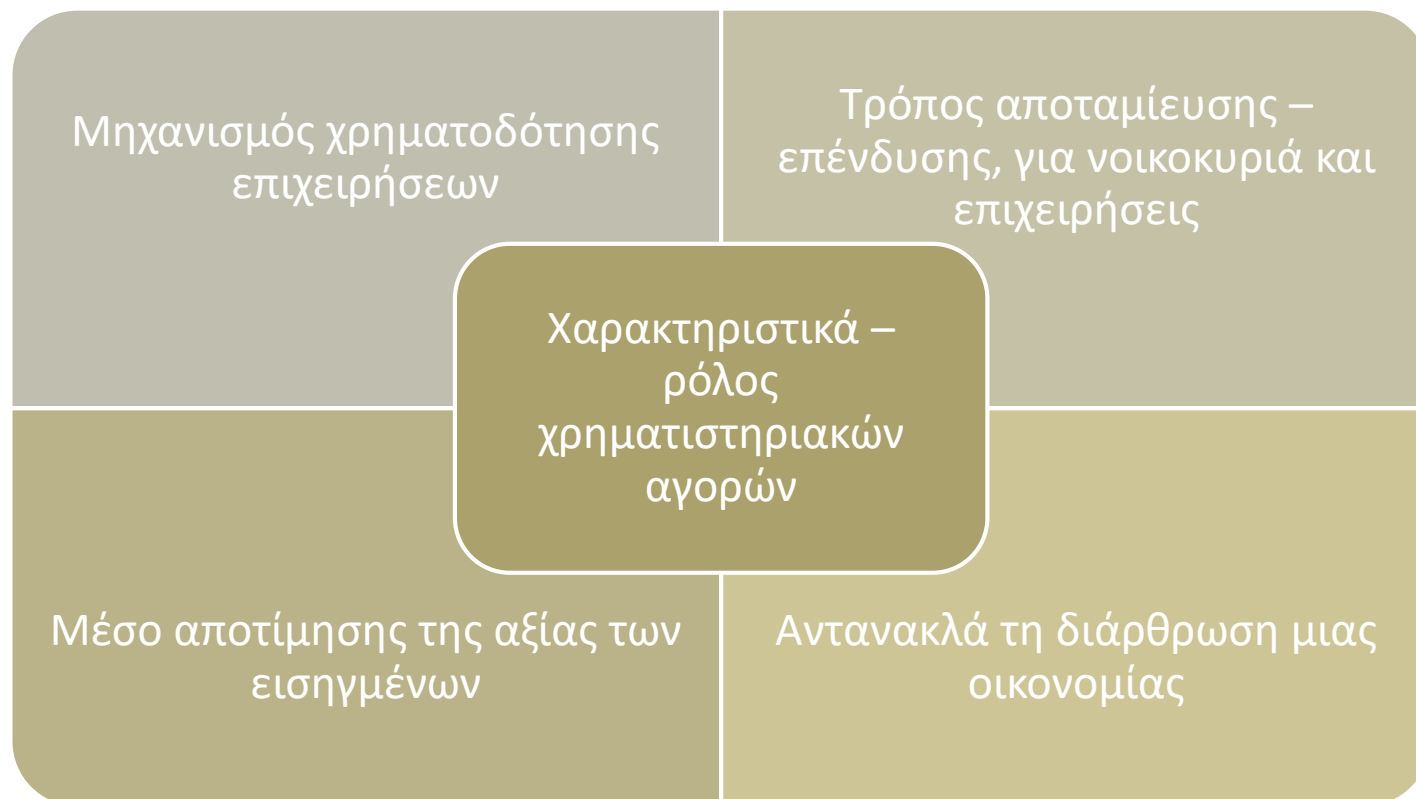 Μηχανισμός χρηματοδότησης
επιχειρήσεων
Τρόπος αποταμίευσης –
επένδυσης, για νοικοκυριά και
επιχειρήσεις
Χαρακτηριστικά –
ρόλος
χρηματιστηριακών
αγορών
Μέσο αποτίμησης της αξίας των
εισηγμένων
Αντανακλά τη διάρθρωση μιας
οικονομίας